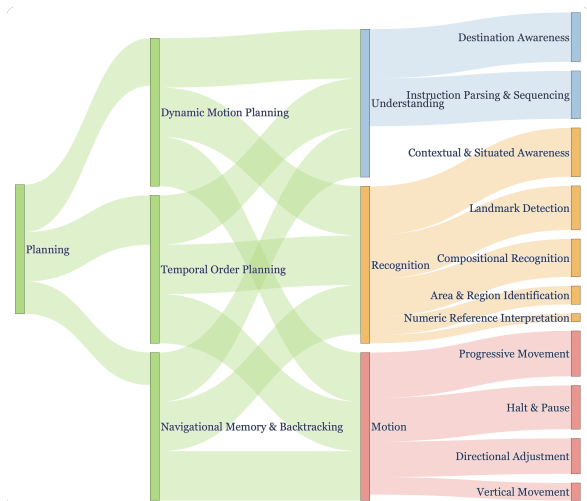 Planning
Dynamic Motion Planning
Temporal Order Planning
Navigational Memory & Backtracking
Understanding
Recognition
Motion
Destination Awareness
Instruction Parsing & Sequencing
Contextual & Situated Awareness
Landmark Detection
Compositional Recognition
Area & Region Identification
Numeric Reference Interpretation
Progressive Movement
Halt & Pause
Directional Adjustment
Vertical Movement